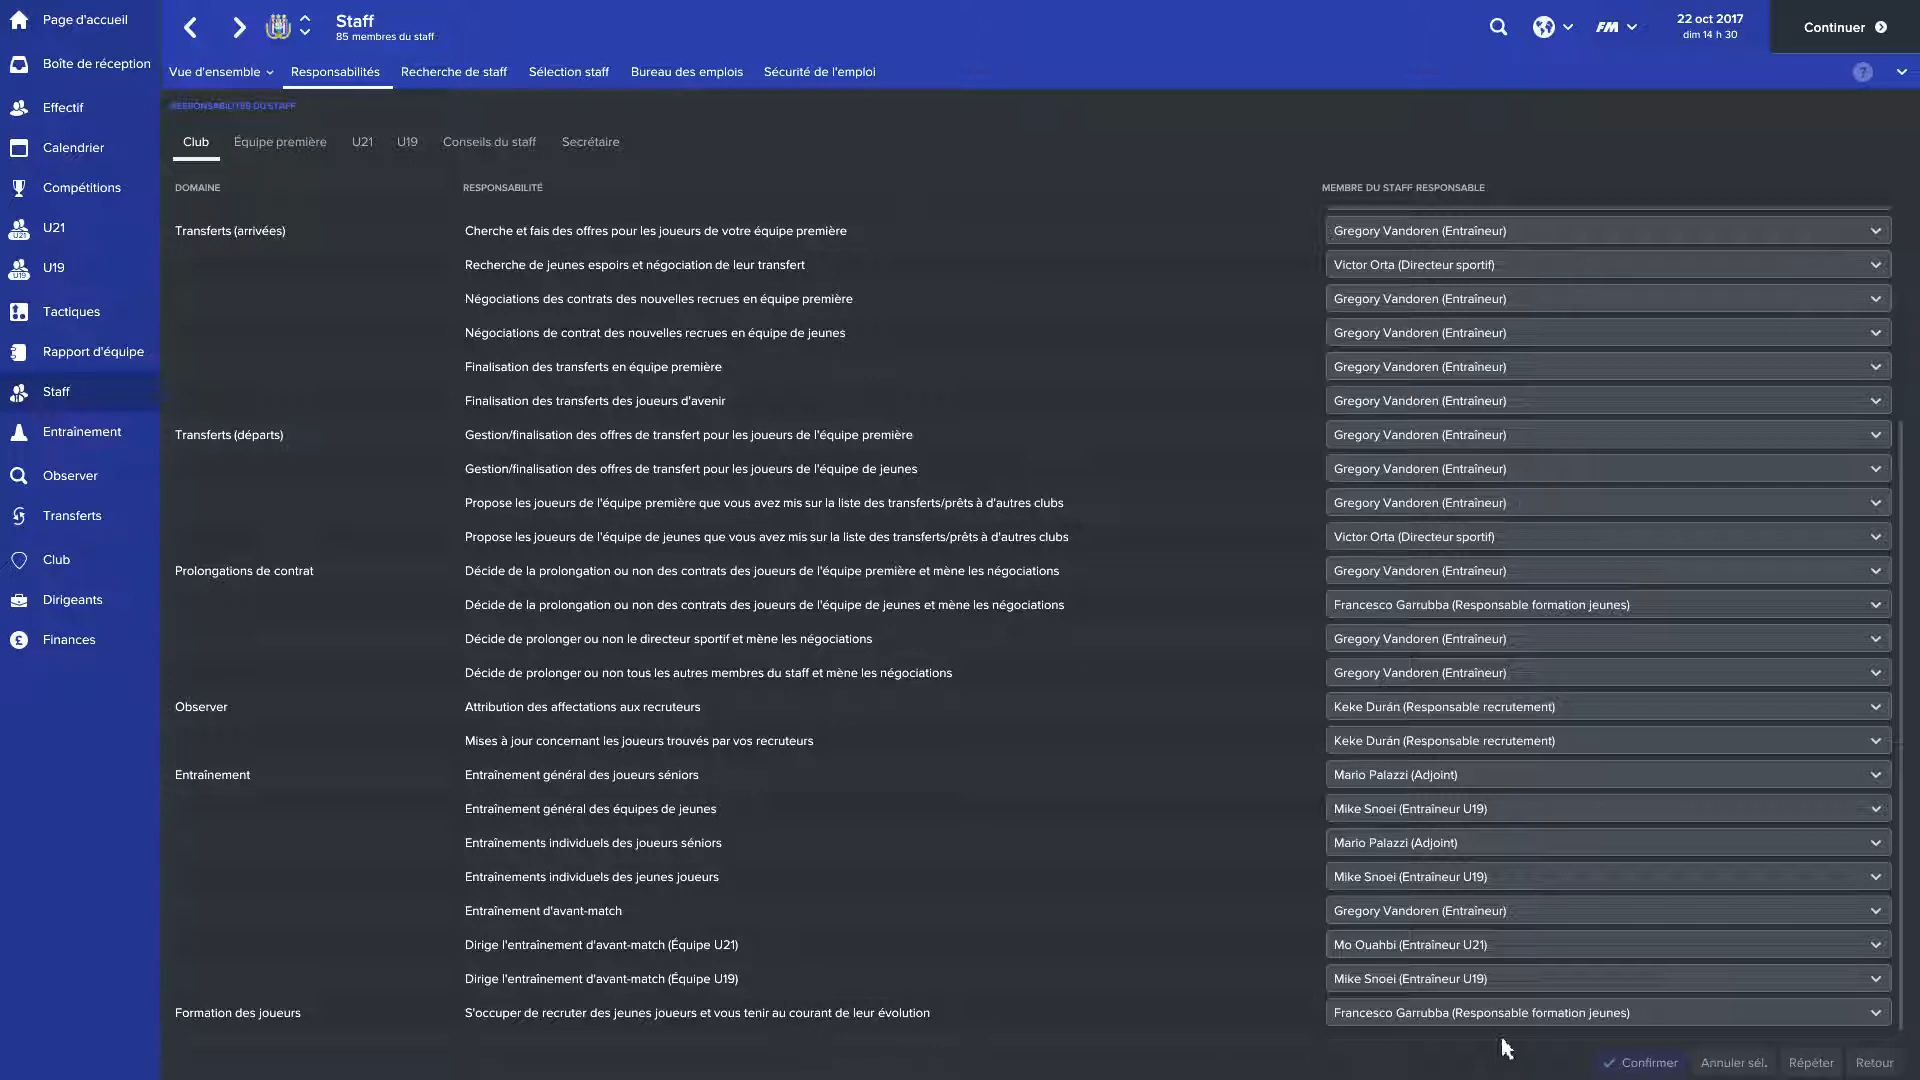 Page d'accueil
Boîte de réception
Effectif
Calendrier
Compétitions
U21
U21
U19
U19
Tactiques
Rapport d'équipe
Staff
Entraînement
Observer
Transferts
Club
Dirigeants
£ Finances
Staff
85 membres du staff
FM
22 oct 2017
dim 14 h 30
Continuer
Vue d'ensemble Responsabilités Recherche de staff Sélection staff Bureau des emplois Sécurité de l'emploi ?
RESPONSABILITÉS DU STAFF
Club Équipe première U21 U19 Conseils du staff Secrétaire
DOMAINE RESPONSABILITÉ MEMBRE DU STAFF RESPONSABLE
Transferts (arrivées) Cherche et fais des offres pour les joueurs de votre équipe première Gregory Vandoren (Entraîneur)
Recherche de jeunes espoirs et négociation de leur transfert Victor Orta (Directeur sportif)
Négociations des contrats des nouvelles recrues en équipe première Gregory Vandoren (Entraîneur)
Négociations de contrat des nouvelles recrues en équipe de jeunes Gregory Vandoren (Entraîneur)
Finalisation des transferts en équipe première Gregory Vandoren (Entraîneur)
Finalisation des transferts des joueurs d'avenir Gregory Vandoren (Entraîneur)
Transferts (départs) Gestion/finalisation des offres de transfert pour les joueurs de l'équipe première Gregory Vandoren (Entraîneur)
Gestion/finalisation des offres de transfert pour les joueurs de l'équipe de jeunes Gregory Vandoren (Entraîneur)
Propose les joueurs de l'équipe première que vous avez mis sur la liste des transferts/prêts à d'autres clubs Gregory Vandoren (Entraîneur)
Propose les joueurs de l'équipe de jeunes que vous avez mis sur la liste des transferts/prêts à d'autres clubs Victor Orta (Directeur sportif)
Prolongations de contrat Décide de la prolongation ou non des contrats des joueurs de l'équipe première et mène les négociations Gregory Vandoren (Entraîneur)
Décide de la prolongation ou non des contrats des joueurs de l'équipe de jeunes et mène les négociations Francesco Garrubba (Responsable formation jeunes)
Décide de prolonger ou non le directeur sportif et mène les négociations Gregory Vandoren (Entraîneur)
Décide de prolonger ou non tous les autres membres du staff et mène les négociations Gregory Vandoren (Entraîneur)
Observer Attribution des affectations aux recruteurs Keke Durán (Responsable recrutement)
Mises à jour concernant les joueurs trouvés par vos recruteurs Keke Durán (Responsable recrutement)
Entraînement Entraînement général des joueurs séniors Mario Palazzi (Adjoint)
Entraînement général des équipes de jeunes Mike Snoei (Entraîneur U19)
Entraînements individuels des joueurs séniors Mario Palazzi (Adjoint)
Entraînements individuels des jeunes joueurs Mike Snoei (Entraîneur U19)
Entraînement d'avant-match Gregory Vandoren (Entraîneur)
Dirige l'entraînement d'avant-match (Équipe U21) Mo Ouahbi (Entraîneur U21)
Dirige l'entraînement d'avant-match (Équipe U19) Mike Snoei (Entraîneur U19)
Formation des joueurs S'occuper de recruter des jeunes joueurs et vous tenir au courant de leur évolution Francesco Garrubba (Responsable formation jeunes)
Confirmer Annuler sél. Répéter Retour